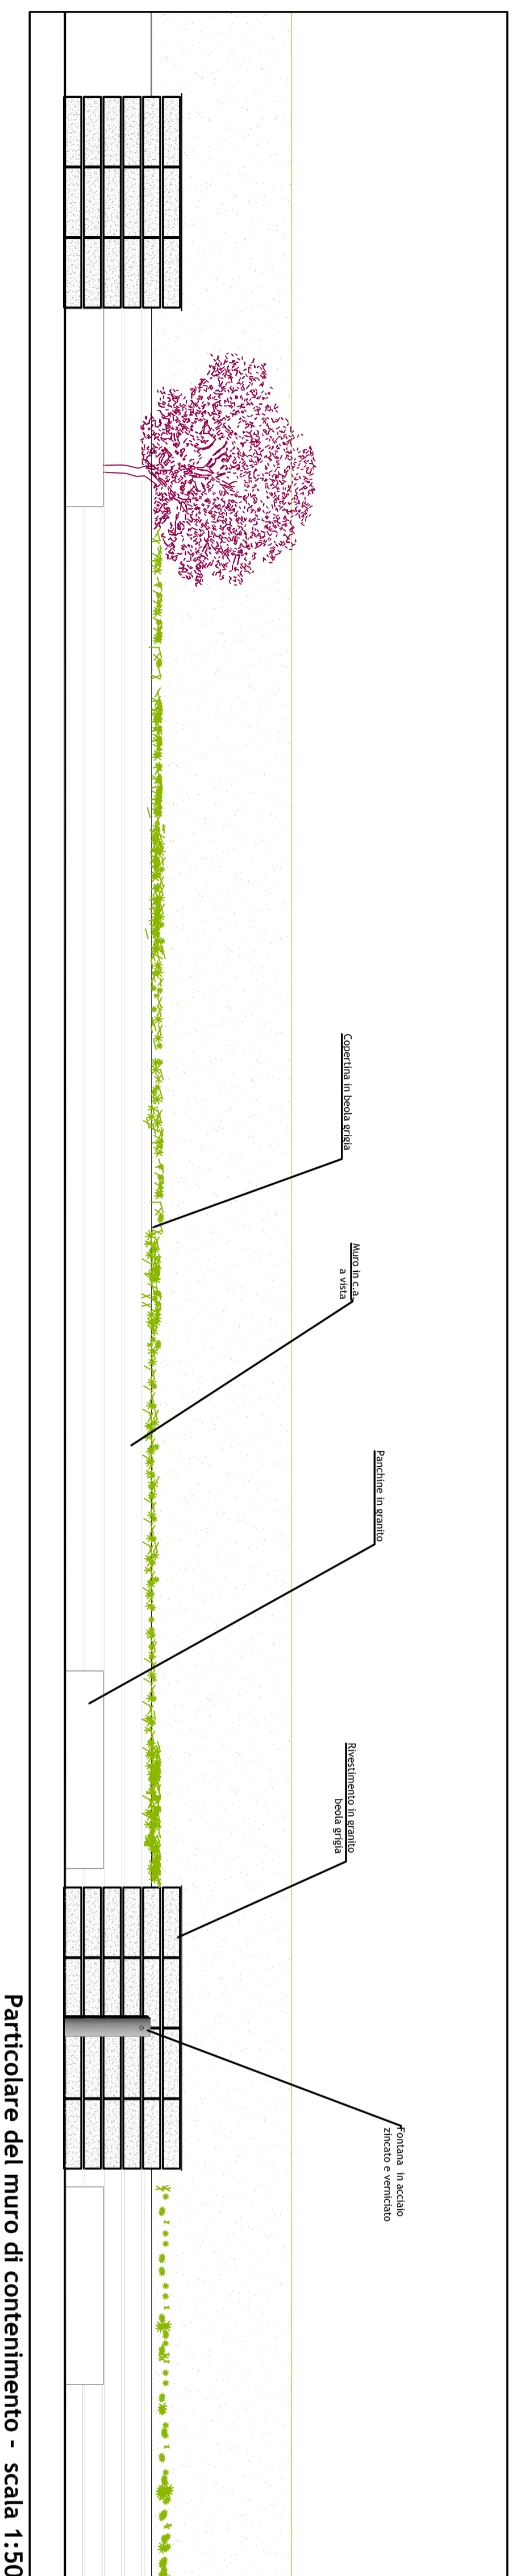 Copertina in beola grigia
Muro in c.a.
a vista
Panchine in granito
Rivestimento in granito
beola grigia
Fontana in acciaio
zincato e verniciato
Particolare del muro di contenimento - scala 1:50